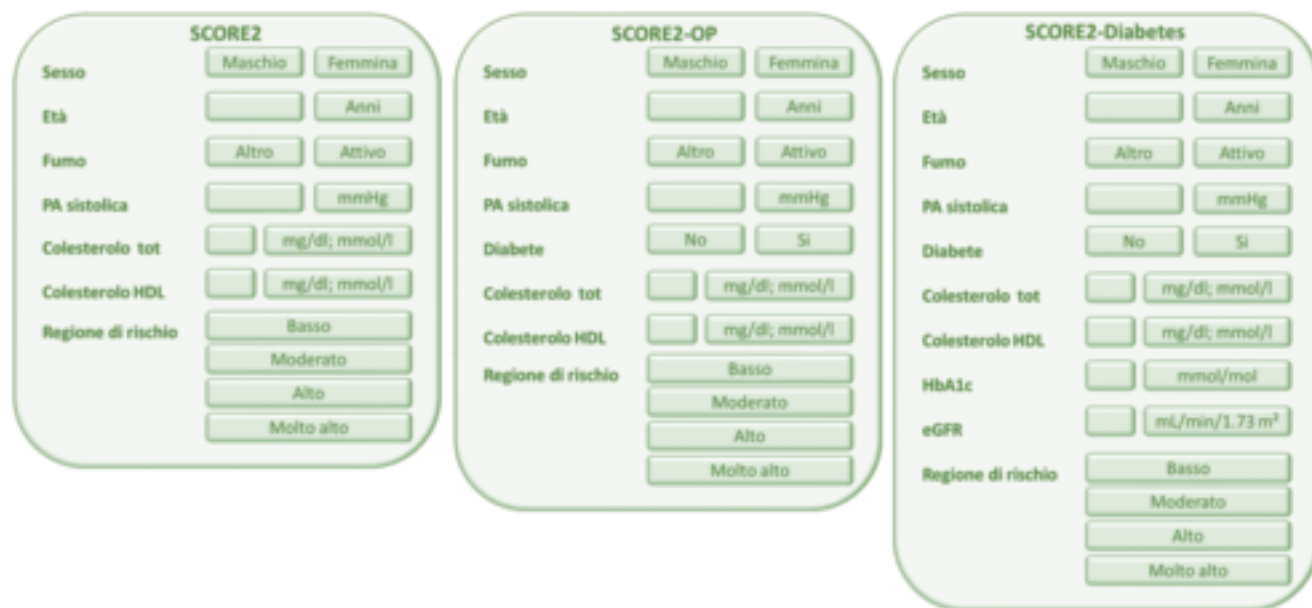 SCORE2
Sesso Maschio Femmina
Età Anni
Fumo Altro Attivo
PA sistolica mmHg
Colesterolo tot mg/dl; mmol/l
Colesterolo HDL mg/dl; mmol/l
Regione di rischio Basso
Moderato
Alto
Molto alto
SCORE2-OP
Sesso Maschio Femmina
Età Anni
Fumo Altro Attivo
PA sistolica mmHg
Diabete No Si
Colesterolo tot mg/dl; mmol/l
Colesterolo HDL mg/dl; mmol/l
Regione di rischio Basso
Moderato
Alto
Molto alto
SCORE2-Diabetes
Sesso Maschio Femmina
Età Anni
Fumo Altro Attivo
PA sistolica mmHg
Diabete No Si
Colesterolo tot mg/dl; mmol/l
Colesterolo HDL mg/dl; mmol/l
HbA1c mmol/mol
eGFR mL/min/1.73 m²
Regione di rischio Basso
Moderato
Alto
Molto alto